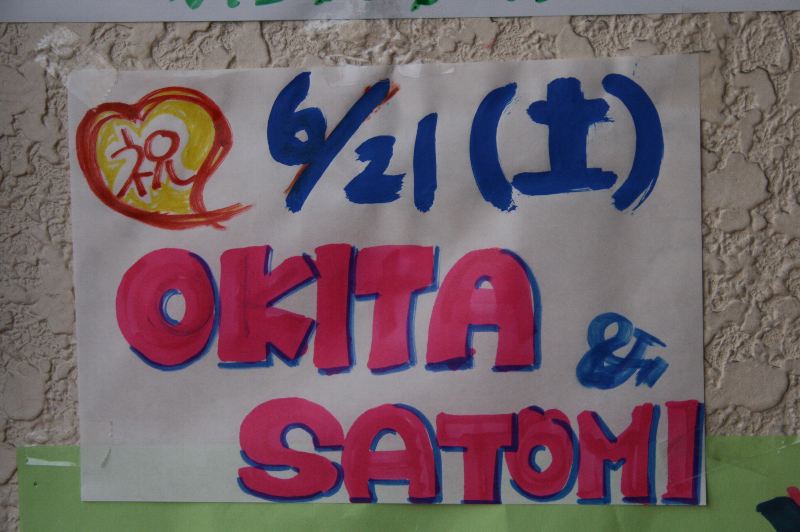 祝 6/21(土)
OKITA &
SATOMI